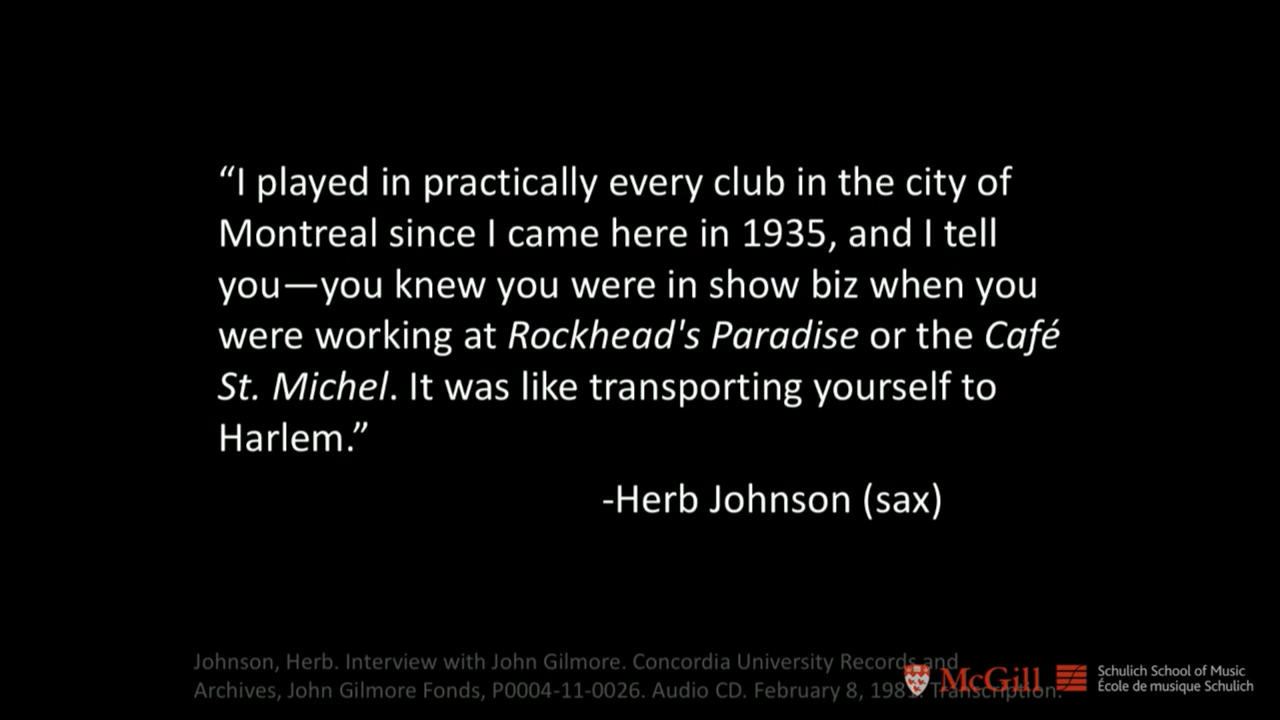 “I played in practically every club in the city of
Montreal since I came here in 1935, and I tell
you—you knew you were in show biz when you
were working at Rockhead's Paradise or the Café
St. Michel. It was like transporting yourself to
Harlem.”
-Herb Johnson (sax)
Johnson, Herb. Interview with John Gilmore. Concordia University Records and
Archives, John Gilmore Fonds, P0004-11-0026. Audio CD. February 8, Transcription.
McGill
Schulich School of Music
École de musique Schulich